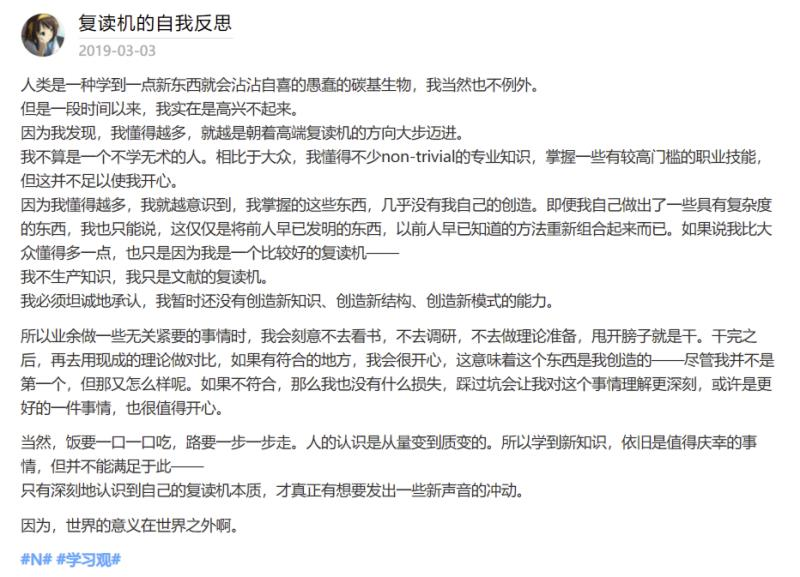 复读机的自我反思
2019-03-03
人类是一种学到一点新东西就会沾沾自喜的愚蠢的碳基生物，我当然也不例外。
但是一段时间以来，我实在是高兴不起来。
因为我发现，我懂得越多，就越是朝着高端复读机的方向大步迈进。
我不算是一个不学无术的人。相比于大众，我懂得不少non-trivial的专业知识，掌握一些有较高门槛的职业技能，
但这并不足以使我开心。
因为我懂得越多，我就越意识到，我掌握的这些东西，几乎没有我自己的创造。即便我自己做出了一些具有复杂度
的东西，我也只能说，这仅仅是将前人早已发明的东西，以前人早已知道的方法重新组合起来而已。如果说我比大
众懂得多一点，也只是因为我是一个比较好的复读机——
我不生产知识，我只是文献的复读机。
我必须坦诚地承认，我暂时还没有创造新知识、创造新结构、创造新模式的能力。
所以业余做一些无关紧要的事情时，我会刻意不去看书，不去调研，不去做理论准备，甩开膀子就是干。干完之
后，再去用现成的理论做对比，如果有符合的地方，我会很开心，这意味着这个东西是我创造的——尽管我并不是
第一个，但那又怎么样呢。如果不符合，那么我也没有什么损失，踩过坑会让我对这个事情理解更深刻，或许是更
好的一件事情，也很值得开心。
当然，饭要一口一口吃，路要一步一步走。人的认识是从量变到质变的。所以学到新知识，依旧是值得庆幸的事
情，但并不能满足于此——
只有深刻地认识到自己的复读机本质，才真正有想要发出一些新声音的冲动。
因为，世界的意义在世界之外啊。
#N# #学习观#